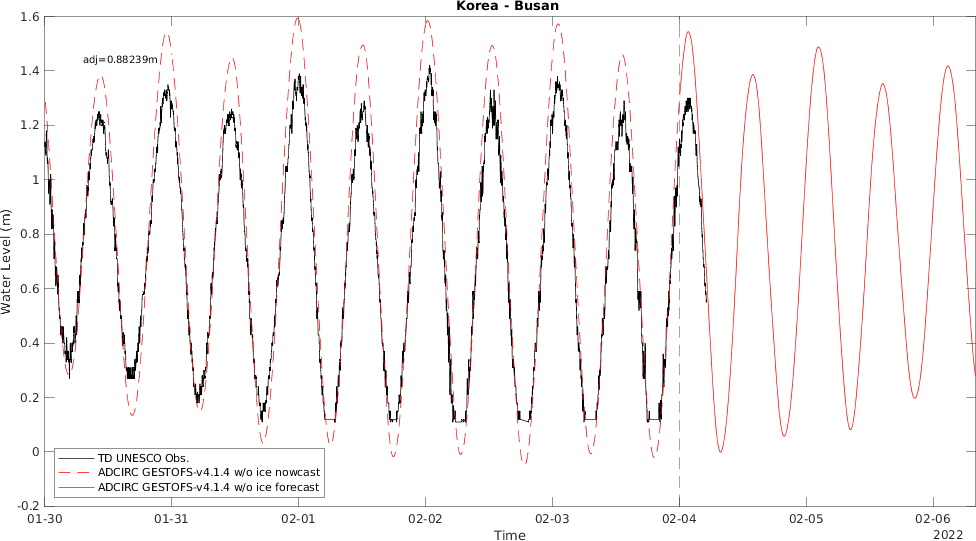 Korea - Busan
adj=0.88239m
Water Level (m)
1.6
1.4
1.2
1
0.8
0.6
0.4
0.2
0
-0.2
TD UNESCO Obs.
ADCIRC GESTOFS-v4.1.4 w/o ice nowcast
ADCIRC GESTOFS-v4.1.4 w/o ice forecast
01-30 01-31 02-01 02-02 02-03 02-04 02-05 02-06
Time
2022